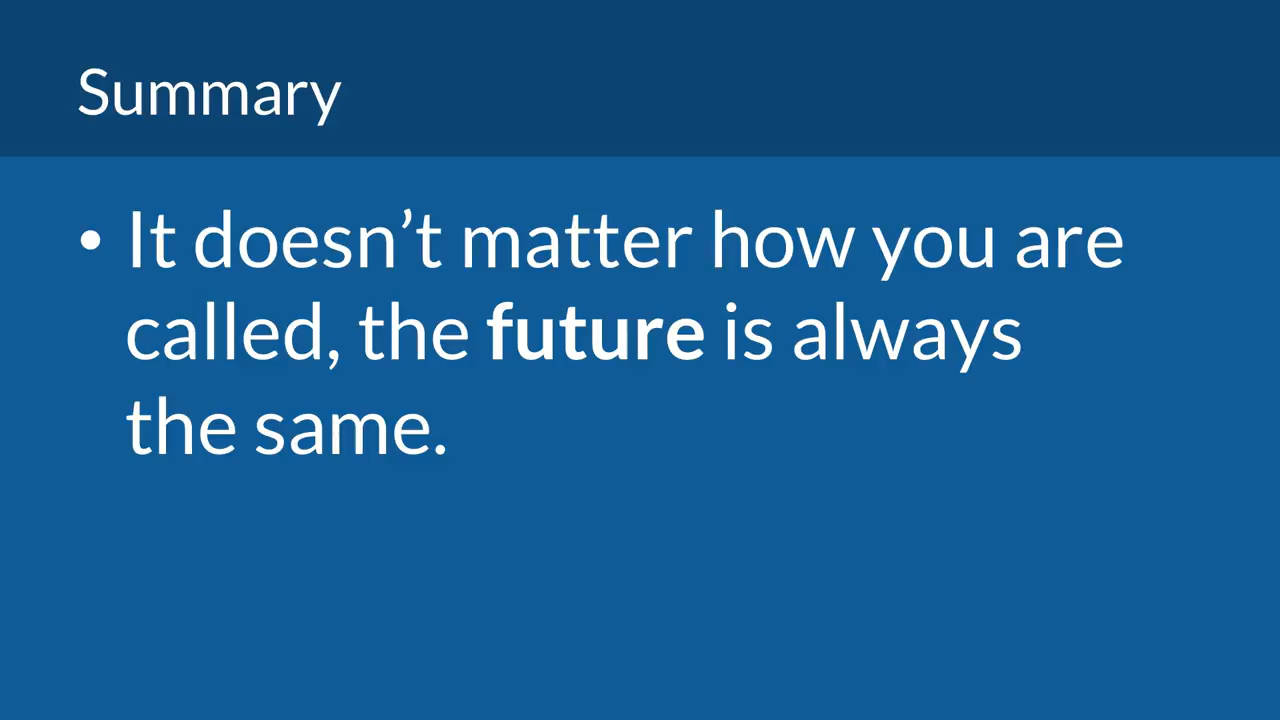 Summary
• It doesn’t matter how you are
called, the future is always
the same.